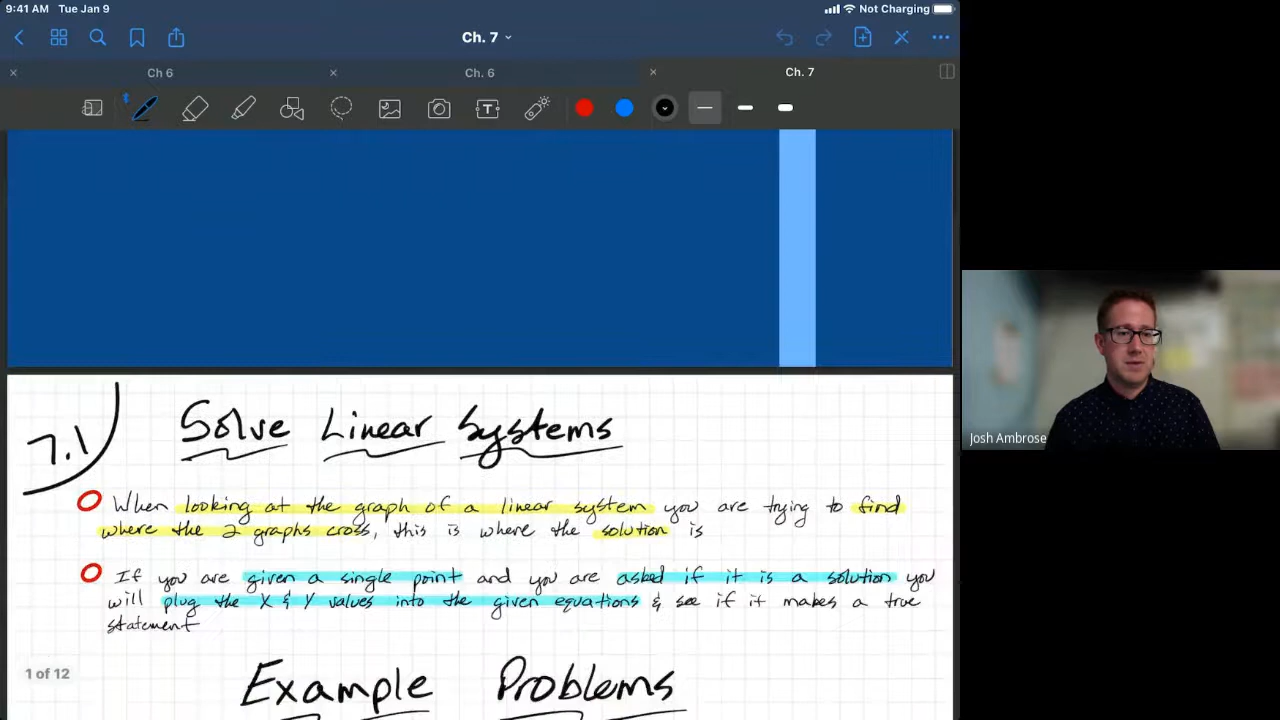 9:41 AM Tue Jan 9
Not Charging
Ch. 7
Ch 6
Ch. 6
Ch. 7
T
7.1
Solve Linear Systems
When looking at the graph of a linear system you are trying to find
where the 2 graphs cross, this is where the solution is
If you are given a single point and you are asked if it is a solution you
will plug the X & Y values into the given equations & see if it makes a true
statement
1 of 12
Example Problems
Josh Ambrose